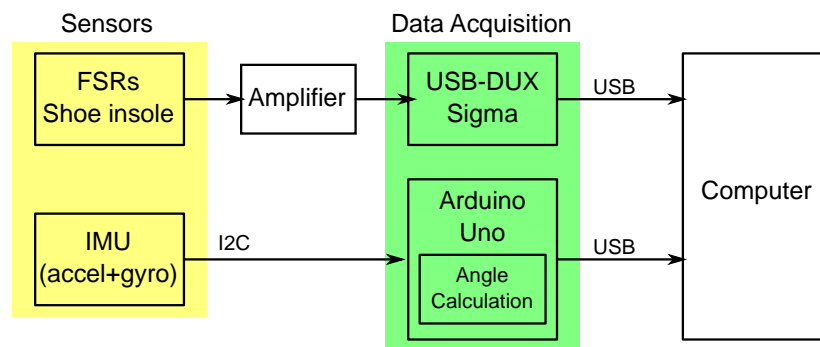 Sensors
Data Acquisition
FSRs
Shoe insole
Amplifier
USB-DUX
Sigma
USB
Computer
IMU
(accel+gyro)
I2C
Arduino
Uno
Angle
Calculation
USB